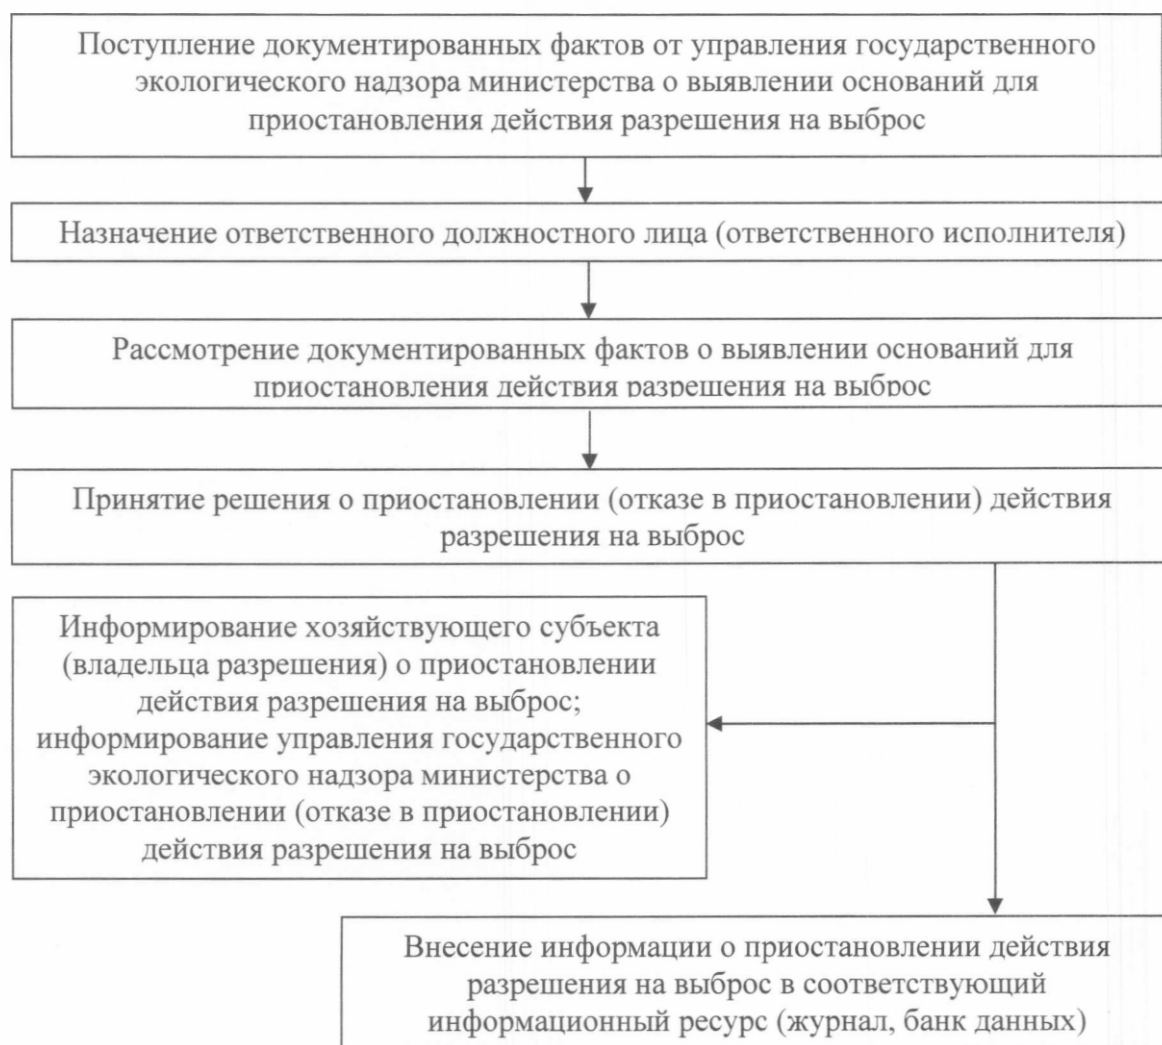 Поступление документированных фактов от управления государственного
экологического надзора министерства о выявлении оснований для
приостановления действия разрешения на выброс
Назначение ответственного должностного лица (ответственного исполнителя)
Рассмотрение документированных фактов о выявлении оснований для
приостановления действия разрешения на выброс
Принятие решения о приостановлении (отказе в приостановлении) действия
разрешения на выброс
Информирование хозяйствующего субъекта
(владельца разрешения) о приостановлении
действия разрешения на выброс;
информирование управления государственного
экологического надзора министерства о
приостановлении (отказе в приостановлении)
действия разрешения на выброс
Внесение информации о приостановлении действия
разрешения на выброс в соответствующий
информационный ресурс (журнал, банк данных)